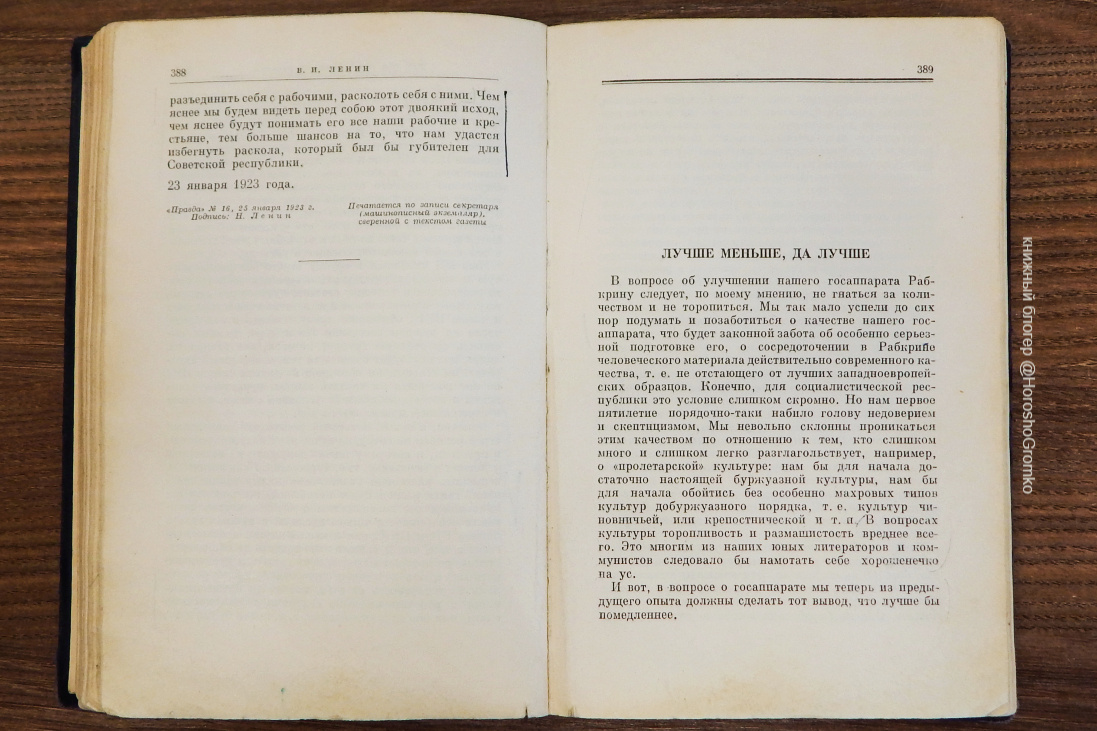 388
В. И. ЛЕНИН
разъединить себя с рабочими, расколоть себя с ними. Чем
яснее мы будем видеть перед собою этот двоякий исход,
чем яснее будут понимать его все наши рабочие и кре-
стьяне, тем больше шансов на то, что нам удастся
избегнуть раскола, который был бы губителен для
Советской республики.
23 января 1923 года.
«Правда» № 16, 25 января 1923 г.
Подпись: Н. Ленин
Печатается по записи секретаря
(машинописный экземпляр),
сверенной с текстом газеты
389
ЛУЧШЕ МЕНЬШЕ, ДА ЛУЧШЕ
В вопросе об улучшении нашего госаппарата Раб-
крину следует, по моему мнению, не гнаться за коли-
чеством и не торопиться. Мы так мало успели до сих
пор подумать и позаботиться о качестве нашего гос-
аппарата, что будет законной забота об особенно серьез-
ной подготовке его, о сосредоточении в Рабкрине
человеческого материала действительно современного ка-
чества, т. е. не отстающего от лучших западноевропей-
ских образцов. Конечно, для социалистической рес-
публики это условие слишком скромно. Но нам первое
пятилетие порядочно-таки набило голову недоверием
и скептицизмом. Мы невольно склонны проникаться
этим качеством по отношению к тем, кто слишком
много и слишком легко разглагольствует, например,
о «пролетарской» культуре: нам бы для начала до-
статочно настоящей буржуазной культуры, нам бы
для начала обойтись без особенно махровых типов
культур добуржуазного порядка, т. е. культур чи-
новничьей, или крепостнической и т. п. В вопросах
культуры торопливость и размашистость вреднее все-
го. Это многим из наших юных литераторов и ком-
мунистов следовало бы намотать себе хорошенечко
на ус.
И вот, в вопросе о госаппарате мы теперь из преды-
дущего опыта должны сделать тот вывод, что лучше бы
помедленнее.
книжный блогер @HoroshoGromko